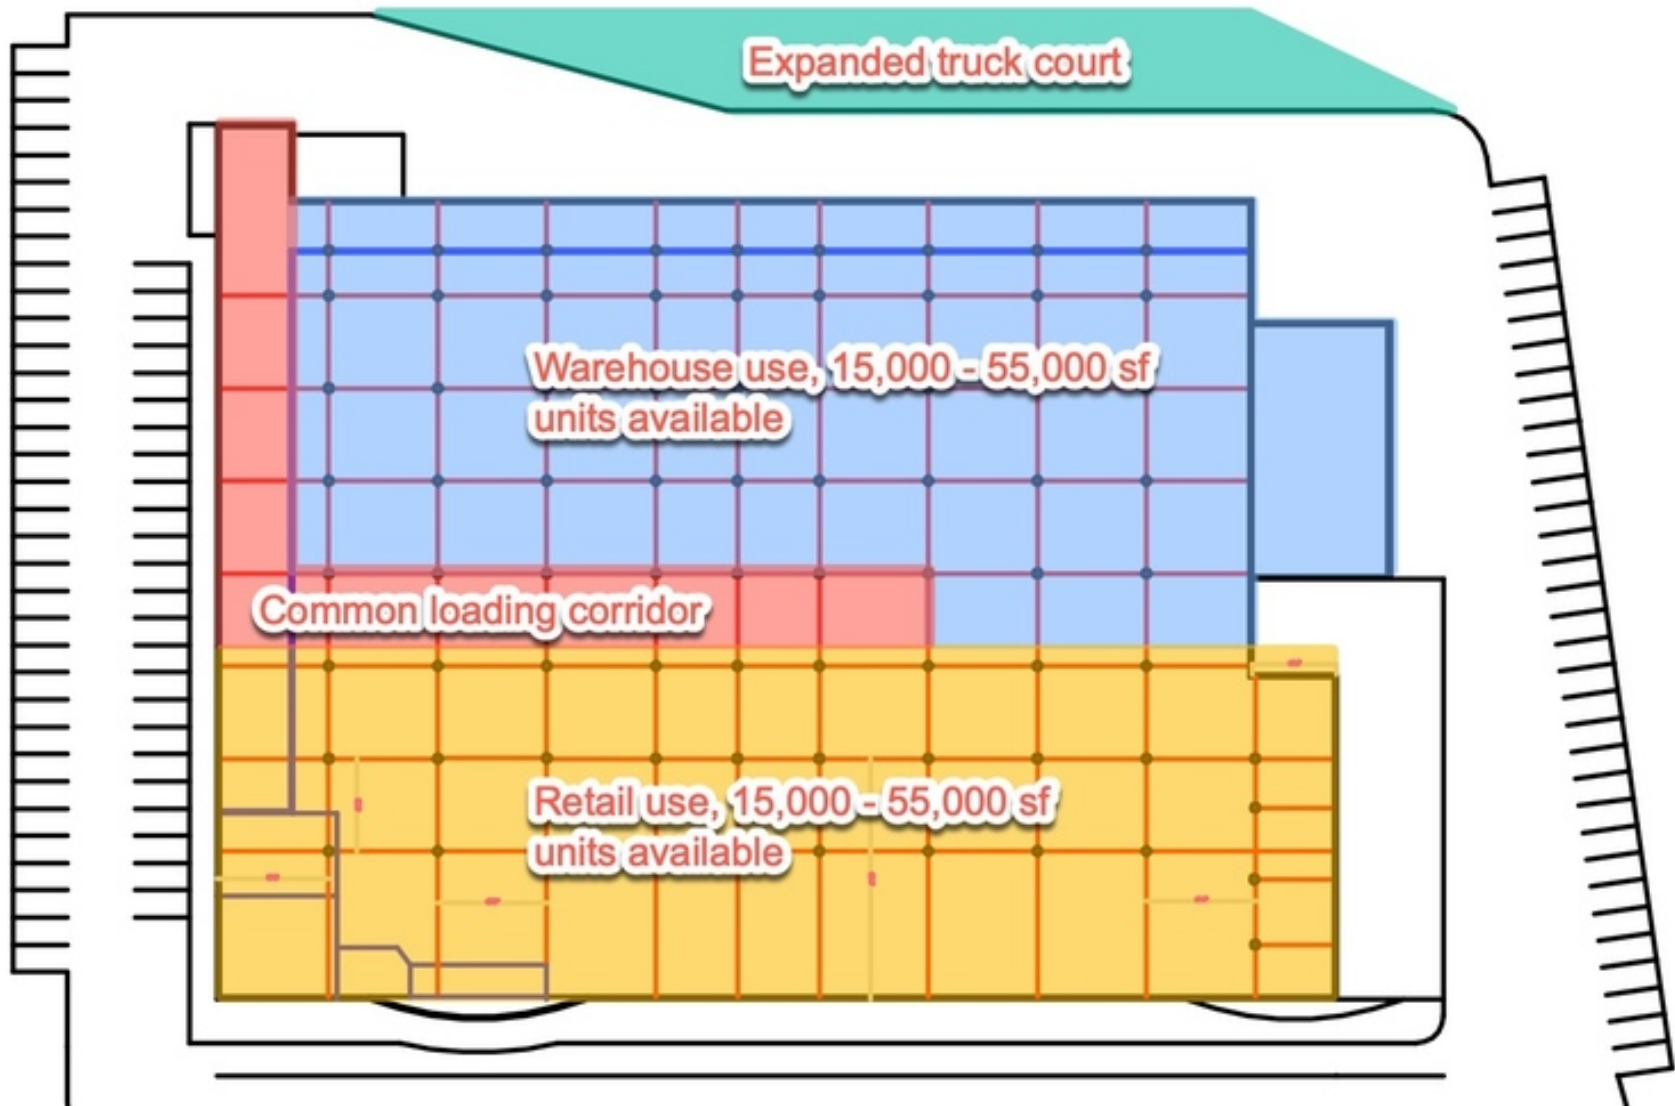 Expanded truck court
Warehouse use, 15,000 - 55,000 sf
units available
Common loading corridor
Retail use, 15,000 - 55,000 sf
units available